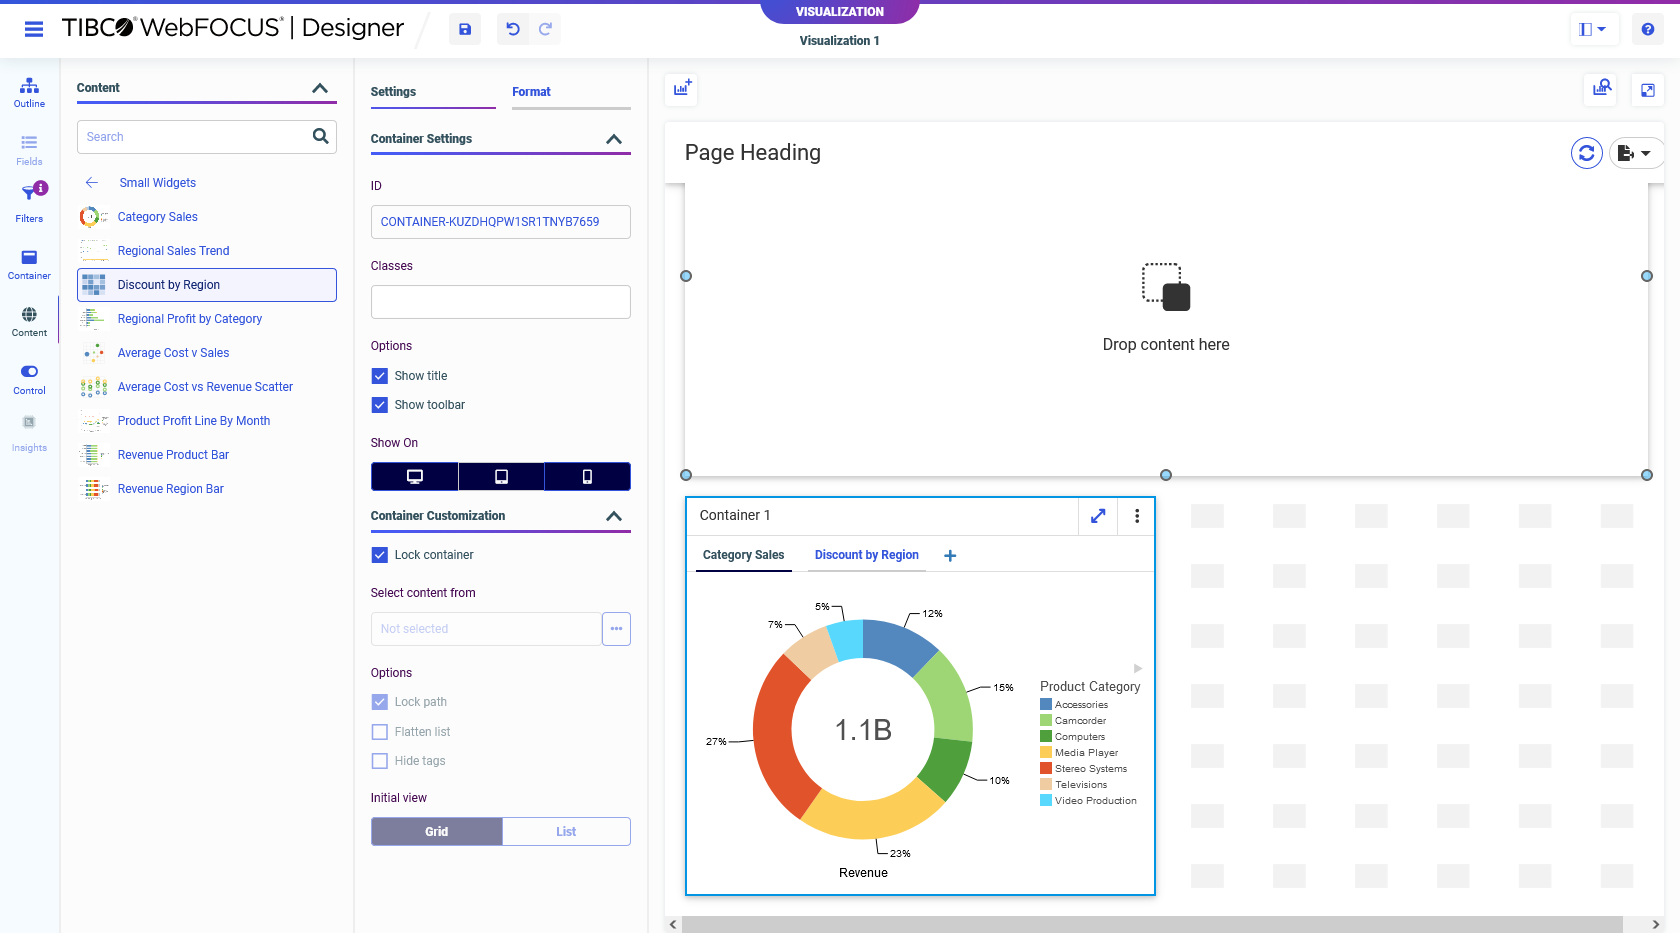 VISUALIZATION
TIBCO® WebFOCUS® | Designer
Visualization 1
Outline
Fields
Filters
Container
Content
Control
Insights
Content
Search
Small Widgets
Category Sales
Regional Sales Trend
Discount by Region
Regional Profit by Category
Average Cost v Sales
Average Cost vs Revenue Scatter
Product Profit Line By Month
Revenue Product Bar
Revenue Region Bar
Settings
Format
Container Settings
ID
CONTAINER-KUZDHQPW1SR1TNYB7659
Classes
Options
Show title
Show toolbar
Show On
Container Customization
Lock container
Select content from
Not selected
Options
Lock path
Flatten list
Hide tags
Initial view
Grid
List
Page Heading
Drop content here
Container 1
Category Sales
Discount by Region
5%
12%
7%
15%
27%
1.1B
10%
23%
Revenue
Product Category
Accessories
Camcorder
Computers
Media Player
Stereo Systems
Televisions
Video Production